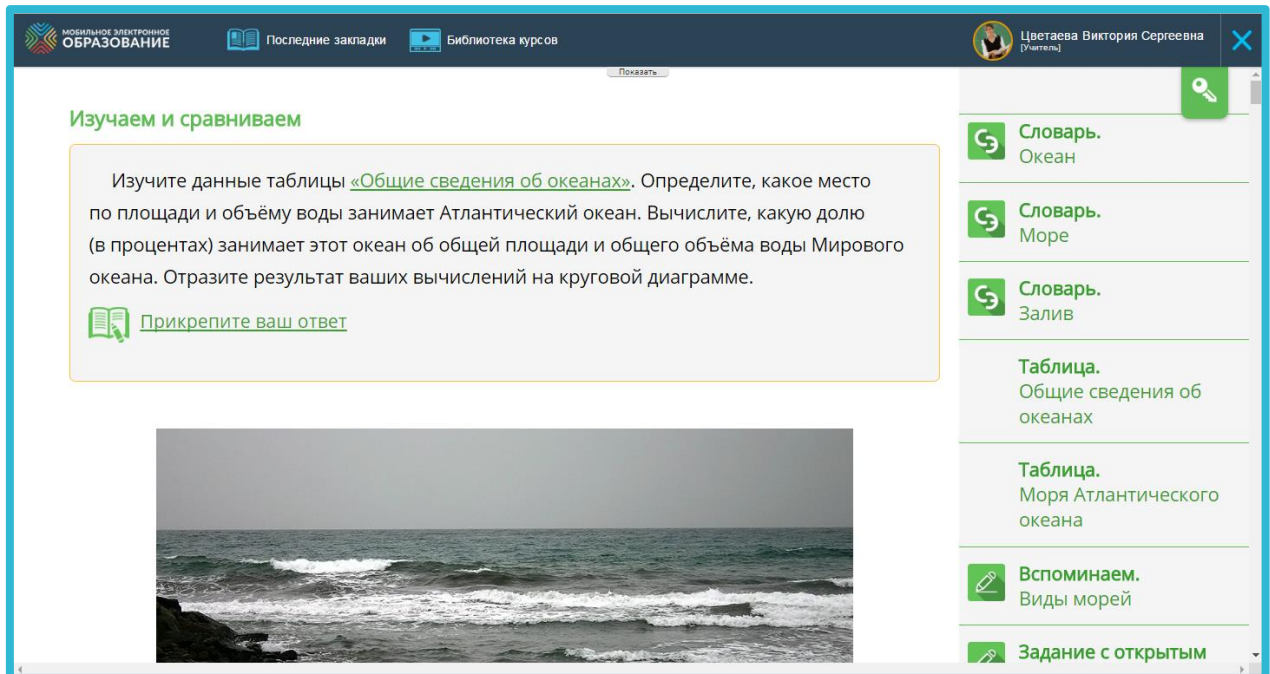 МОБИЛЬНОЕ ЭЛЕКТРОННОЕ
ОБРАЗОВАНИЕ
Последние закладки
Библиотека курсов
Цветаева Виктория Сергеевна
[Учитель]
Показать
Изучаем и сравниваем
Изучите данные таблицы «Общие сведения об океанах». Определите, какое место
по площади и объёму воды занимает Атлантический океан. Вычислите, какую долю
(в процентах) занимает этот океан об общей площади и общего объёма воды Мирового
океана. Отразите результат ваших вычислений на круговой диаграмме.
Прикрепите ваш ответ
Сэ
Словарь.
Океан
Сэ
Словарь.
Море
Сэ
Словарь.
Залив
Таблица.
Общие сведения об
океанах
Таблица.
Моря Атлантического
океана
Вспоминаем.
Виды морей
Задание с открытым